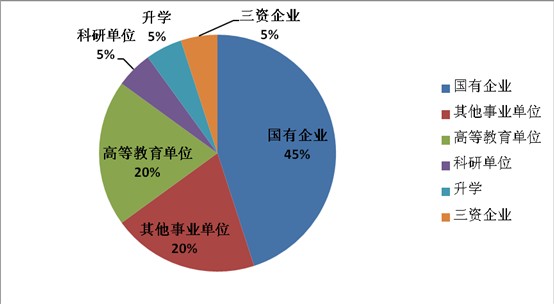 三资企业
5%
升学
5%
科研单位
5%
国有企业
45%
高等教育单位
20%
其他事业单位
20%
国有企业
其他事业单位
高等教育单位
科研单位
升学
三资企业